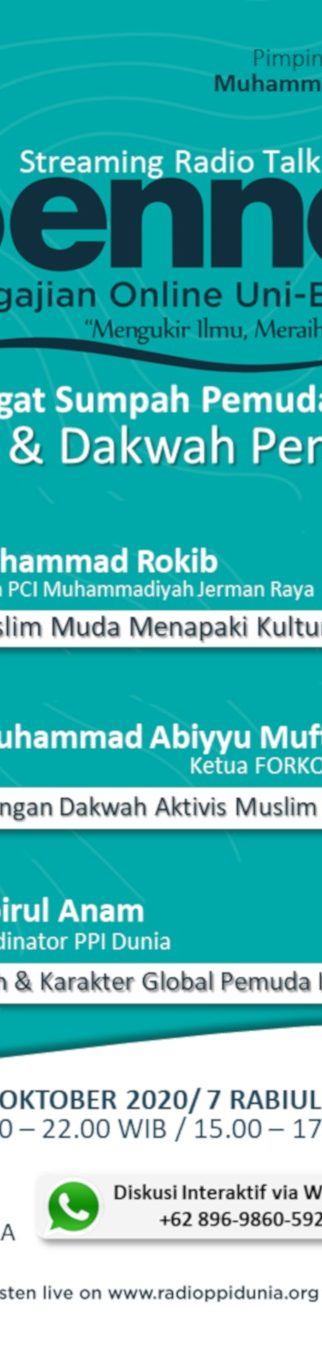 Pimpin
Muhamm
Streaming Radio Talk
enn
gajian Online Uni-E
“Mengukir Ilmu, Meraih
gat Sumpah Pemuda
& Dakwah Pem
hammad Rokib
PCI Muhammadiyah Jerman Raya
slim Muda Menapaki Kultu
uhammad Abiyyu Muf
Ketua FORKO
ngan Dakwah Aktivis Muslim
irul Anam
dinator PPI Dunia
h & Karakter Global Pemuda I
OKTOBER 2020/ 7 RABIUL
0 – 22.00 WIB / 15.00 – 17
Diskusi Interaktif via W
+62 896-9860-592
A
sten live on www.radioppidunia.org